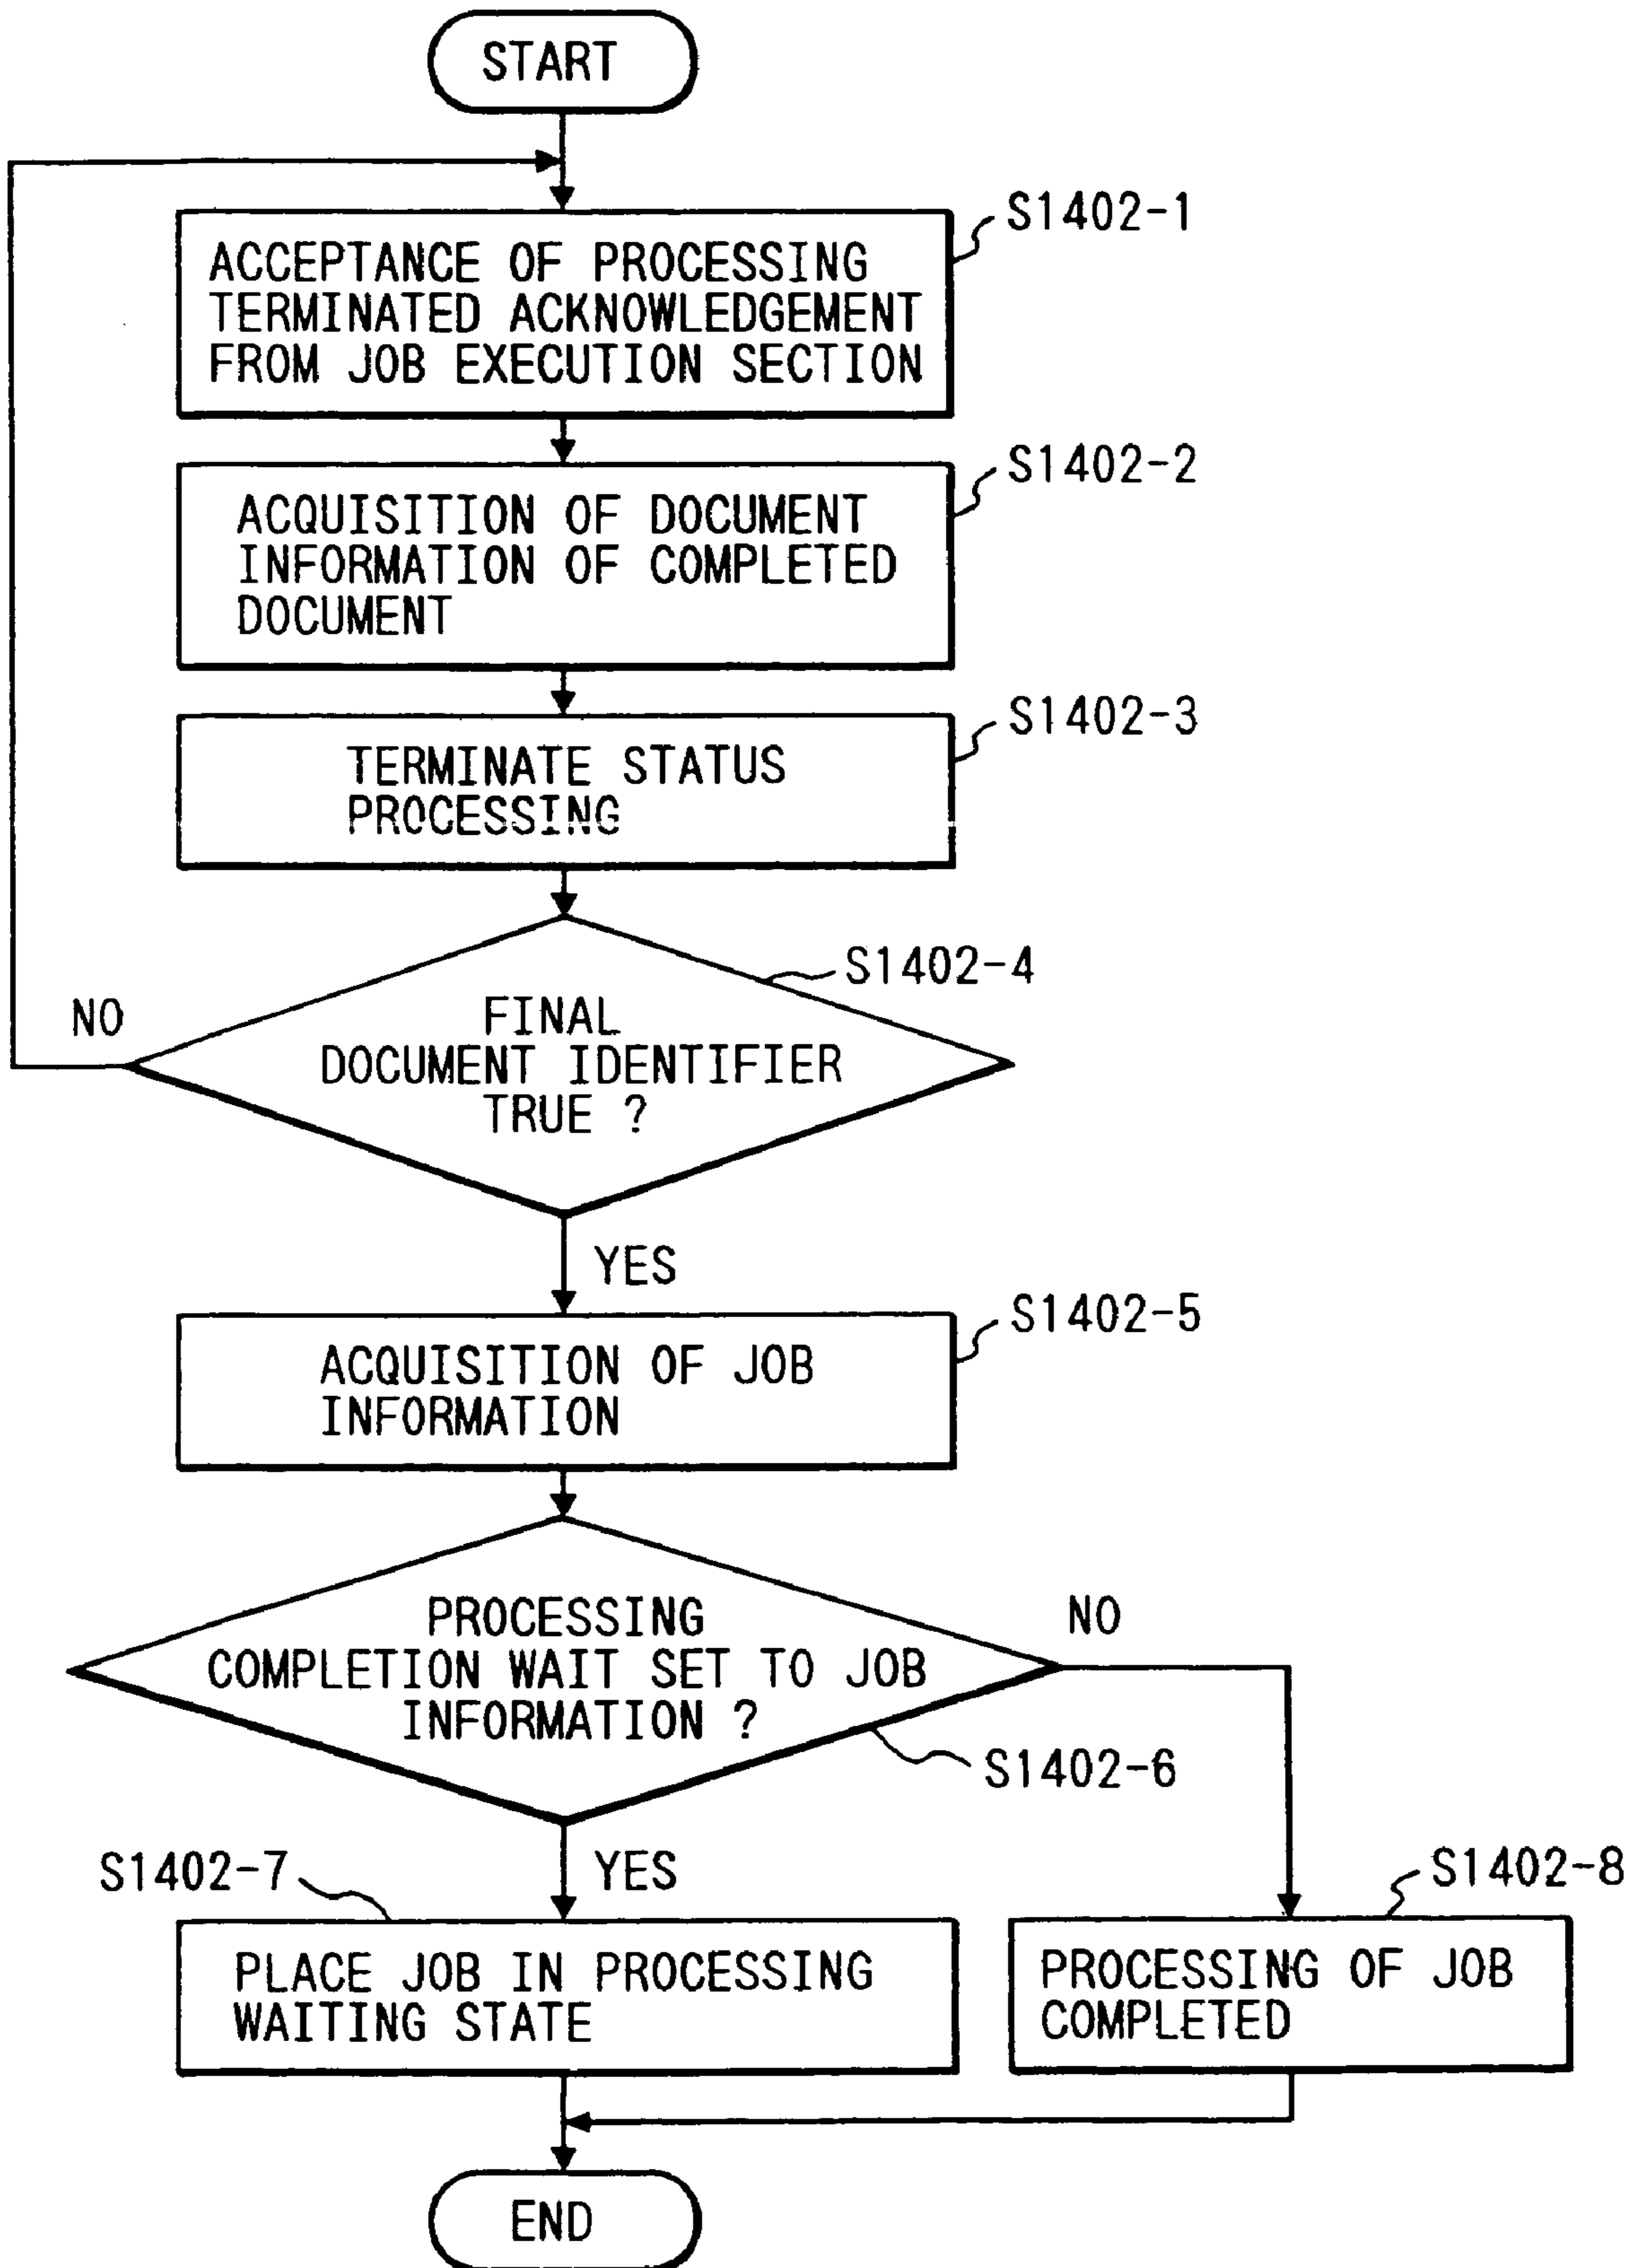 START
S1402-1
ACCEPTANCE OF PROCESSING
TERMINATED ACKNOWLEDGEMENT
FROM JOB EXECUTION SECTION
S1402-2
ACQUISITION OF DOCUMENT
INFORMATION OF COMPLETED
DOCUMENT
S1402-3
TERMINATE STATUS
PROCESSING
S1402-4
NO
FINAL
DOCUMENT IDENTIFIER
TRUE ?
YES
S1402-5
ACQUISITION OF JOB
INFORMATION
NO
PROCESSING
COMPLETION WAIT SET TO JOB
INFORMATION ?
S1402-6
S1402-7
YES
S1402-8
PLACE JOB IN PROCESSING
WAITING STATE
PROCESSING OF JOB
COMPLETED
END